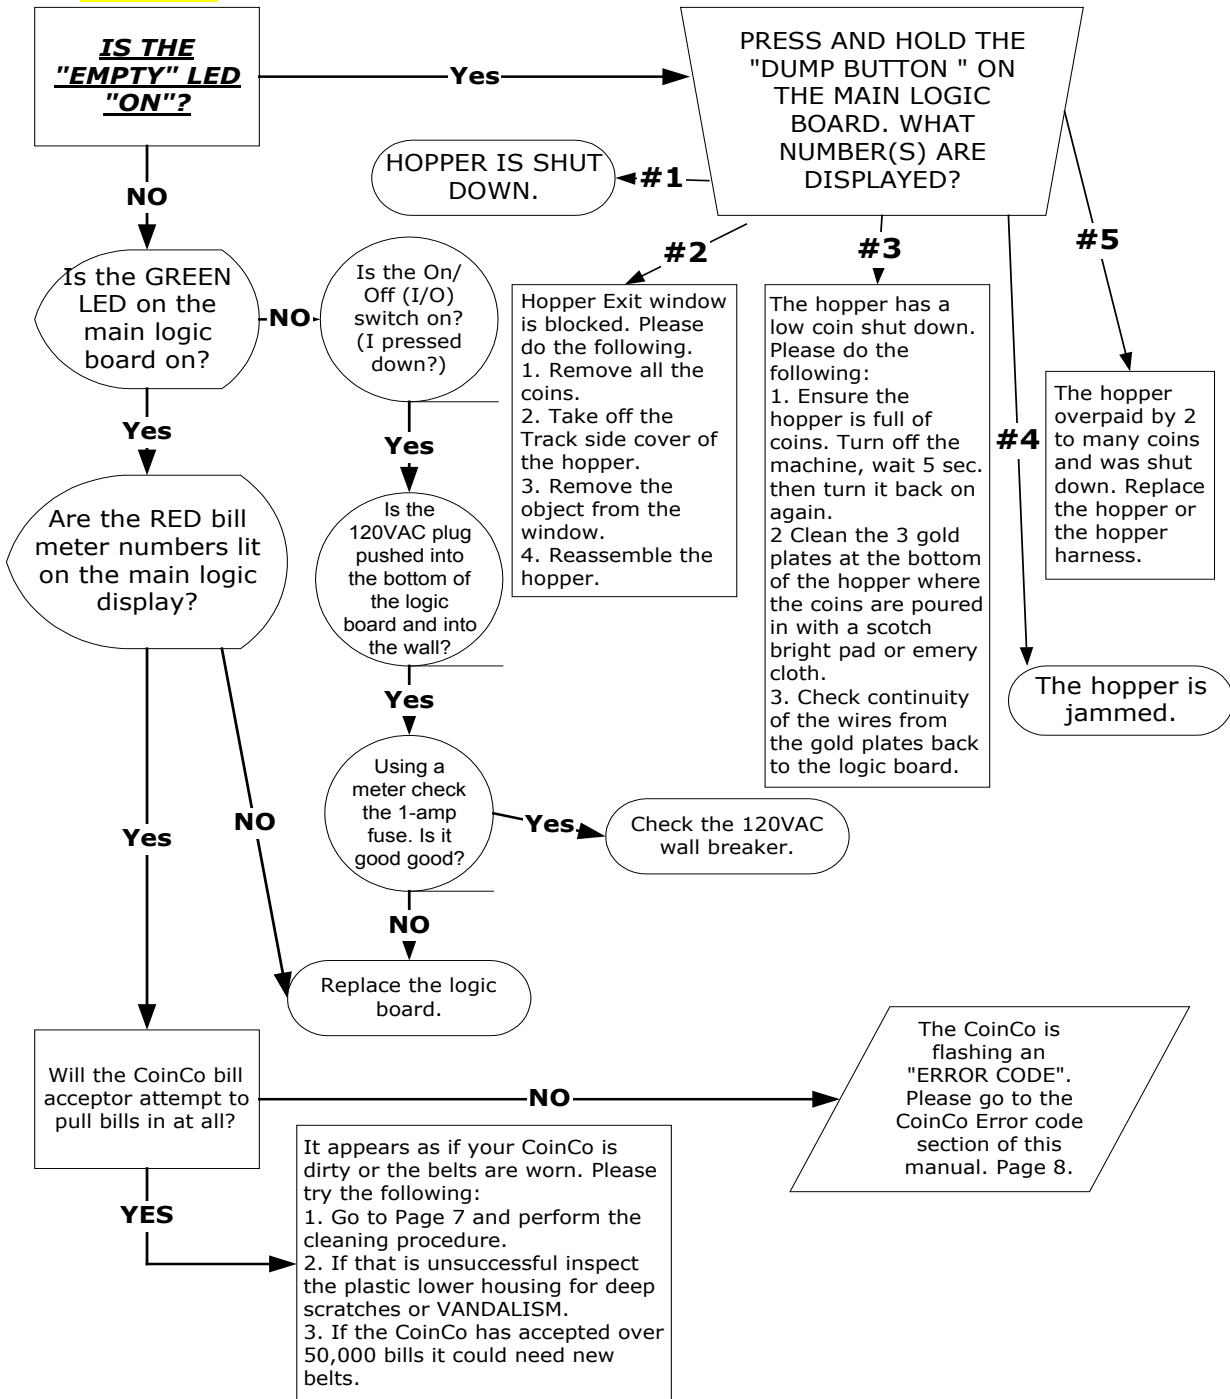 IS THE
"EMPTY" LED
"ON"?
Yes
PRESS AND HOLD THE
"DUMP BUTTON " ON
THE MAIN LOGIC
BOARD. WHAT
NUMBER(S) ARE
DISPLAYED?
HOPPER IS SHUT
DOWN.
#1
NO
#2
#3
#4
#5
Is the GREEN
LED on the
main logic
board on?
NO
Is the On/
Off (I/O)
switch on?
(I pressed
down?)
Hopper Exit window
is blocked. Please
do the following.
1. Remove all the
coins.
2. Take off the
Track side cover of
the hopper.
3. Remove the
object from the
window.
4. Reassemble the
hopper.
The hopper has a
low coin shut down.
Please do the
following:
1. Ensure the
hopper is full of
coins. Turn off the
machine, wait 5 sec.
then turn it back on
again.
2 Clean the 3 gold
plates at the bottom
of the hopper where
the coins are poured
in with a scotch
bright pad or emery
cloth.
3. Check continuity
of the wires from
the gold plates back
to the logic board.
The hopper
overpaid by 2
to many coins
and was shut
down. Replace
the hopper or
the hopper
harness.
The hopper is
jammed.
Yes
Yes
Are the RED bill
meter numbers lit
on the main logic
display?
Is the
120VAC plug
pushed into
the bottom of
the logic
board and into
the wall?
Yes
Using a
meter check
the 1-amp
fuse. Is it
good good?
Yes
Check the 120VAC
wall breaker.
Yes
NO
NO
Replace the logic
board.
Will the CoinCo bill
acceptor attempt to
pull bills in at all?
NO
The CoinCo is
flashing an
"ERROR CODE".
Please go to the
CoinCo Error code
section of this
manual. Page 8.
YES
It appears as if your CoinCo is
dirty or the belts are worn. Please
try the following:
1. Go to Page 7 and perform the
cleaning procedure.
2. If that is unsuccessful inspect
the plastic lower housing for deep
scratches or VANDALISM.
3. If the CoinCo has accepted over
50,000 bills it could need new
belts.